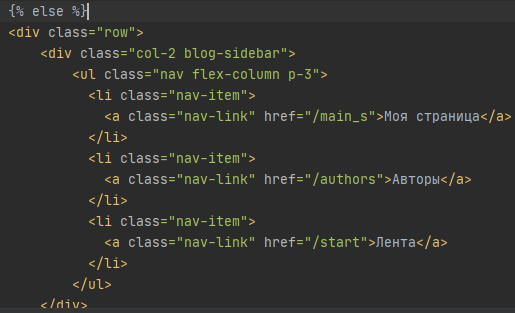 {% else %}
<div class="row">
<div class="col-2 blog-sidebar">
<ul class="nav flex-column p-3">
<li class="nav-item">
<a class="nav-link" href="/main_s">Моя страница</a>
</li>
<li class="nav-item">
<a class="nav-link" href="/authors">Авторы</a>
</li>
<li class="nav-item">
<a class="nav-link" href="/start">Лента</a>
</li>
</ul>
</div>